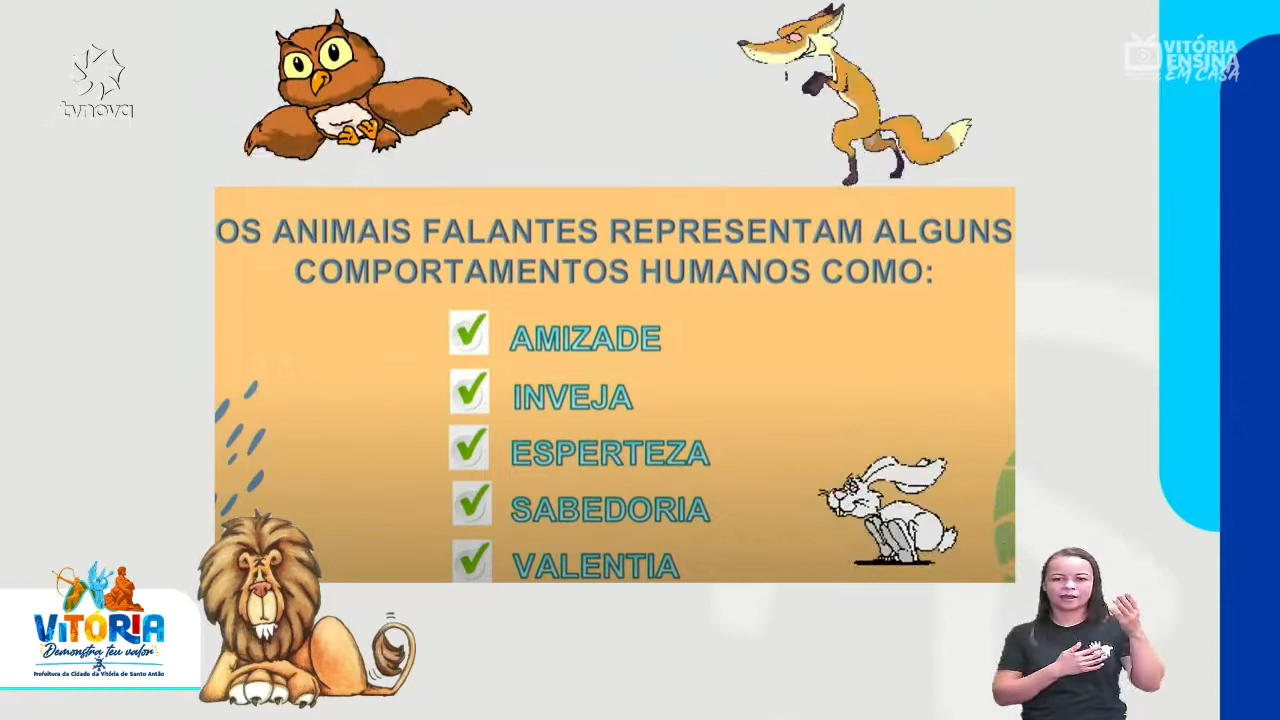 tvnova
VITÓRIA
ENSINA
EM CASA
OS ANIMAIS FALANTES REPRESENTAM ALGUNS
COMPORTAMENTOS HUMANOS COMO:
AMIZADE
INVEJA
ESPERTEZA
SABEDORIA
VALENTIA
VITÓRIA
Demonstra teu valor
Prefeitura da Cidade da Vitória de Santo Antão